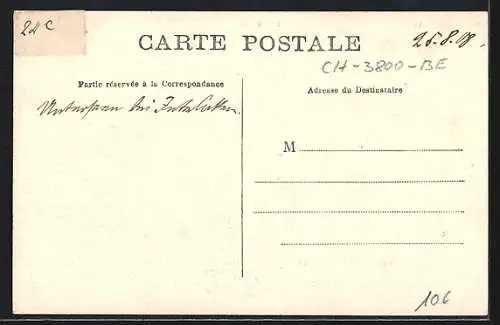 24c
CARTE POSTALE
25.8.08.
CH-3800-BE
Partie réservée à la Correspondance
Adresse du Destinataire
Unterseen bei Interlaken.
M
106